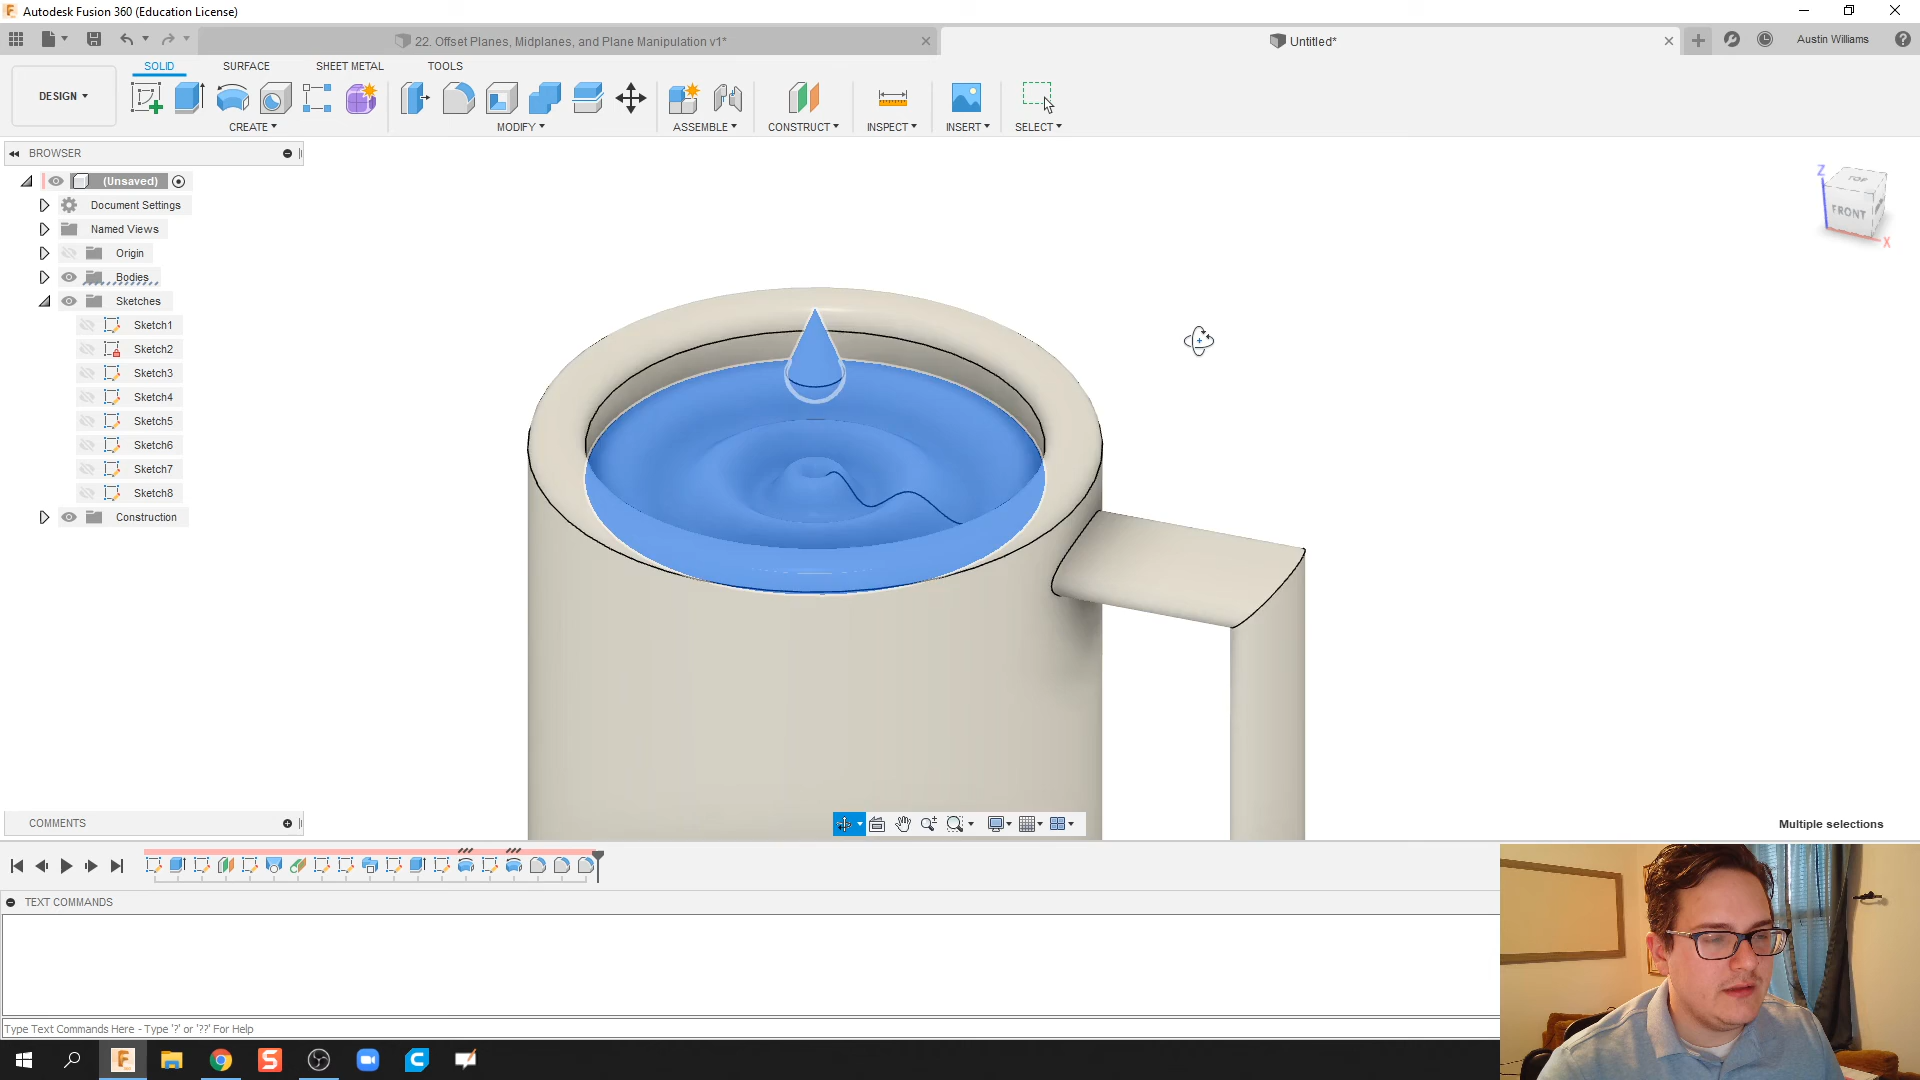 Autodesk Fusion 360 (Education License)
22. Offset Planes, Midplanes, and Plane Manipulation v1*
Untitled*
Austin Williams
SOLID SURFACE SHEET METAL TOOLS
DESIGN
CREATE MODIFY ASSEMBLE CONSTRUCT INSPECT INSERT SELECT
BROWSER
(Unsaved)
Document Settings
Named Views
Origin
Bodies
Sketches
Sketch1
Sketch2
Sketch3
Sketch4
Sketch5
Sketch6
Sketch7
Sketch8
Construction
Z
TOP
FRONT
X
COMMENTS
Multiple selections
TEXT COMMANDS
Type Text Commands Here - Type '?' or '??' For Help